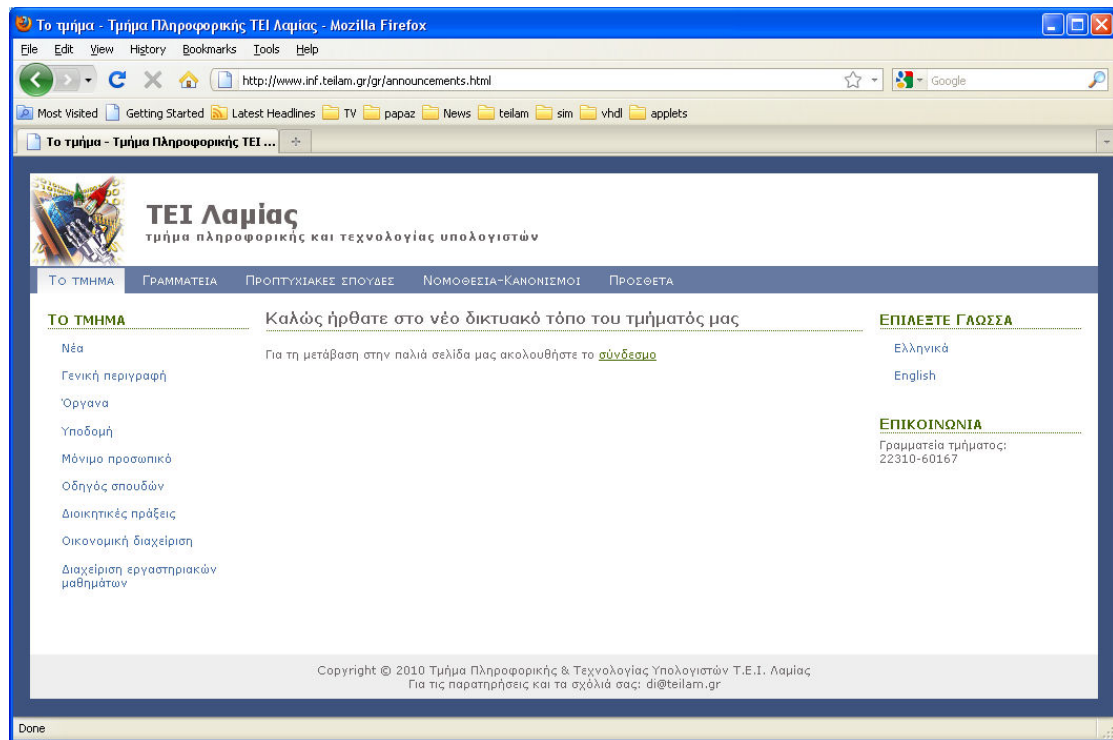 Το τμήμα - Τμήμα Πληροφορικής ΤΕΙ Λαμίας - Mozilla Firefox
File Edit View History Bookmarks Tools Help
http://www.inf.teilam.gr/gr/announcements.html
Google
Most Visited Getting Started Latest Headlines TV papaz News teilam sim vhdl applets
Το τμήμα - Τμήμα Πληροφορικής ΤΕΙ ...
ΤΕΙ Λαμίας
τμήμα πληροφορικής και τεχνολογίας υπολογιστών
ΤΟ ΤΜΗΜΑ ΓΡΑΜΜΑΤΕΙΑ ΠΡΟΠΤΥΧΙΑΚΕΣ ΣΠΟΥΔΕΣ ΝΟΜΟΘΕΣΙΑ-ΚΑΝΟΝΙΣΜΟΙ ΠΡΟΣΘΕΤΑ
ΤΟ ΤΜΗΜΑ
Νέα
Γενική περιγραφή
Όργανα
Υποδομή
Μόνιμο προσωπικό
Οδηγός σπουδών
Διοικητικές πράξεις
Οικονομική διαχείριση
Διαχείριση εργαστηριακών
μαθημάτων
Καλώς ήρθατε στο νέο δικτυακό τόπο του τμήματός μας
Για τη μετάβαση στην παλιά σελίδα μας ακολουθήστε το σύνδεσμο
ΕΠΙΛΕΞΤΕ ΓΛΩΣΣΑ
Ελληνικά
English
ΕΠΙΚΟΙΝΩΝΙΑ
Γραμματεία τμήματος:
22310-60167
Copyright © 2010 Τμήμα Πληροφορικής & Τεχνολογίας Υπολογιστών Τ.Ε.Ι. Λαμίας
Για τις παρατηρήσεις και τα σχόλιά σας: di@teilam.gr
Done